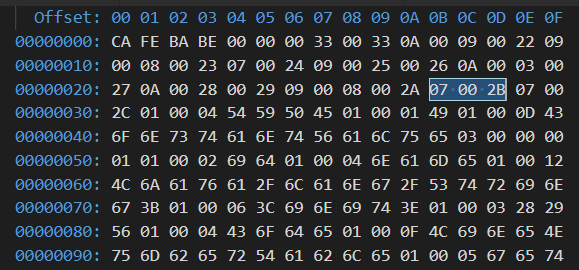 Offset: 00 01 02 03 04 05 06 07 08 09 0A 0B 0C 0D 0E 0F
00000000: CA FE BA BE 00 00 00 33 00 33 0A 00 09 00 22 09
00000010: 00 08 00 23 07 00 24 09 00 25 00 26 0A 00 03 00
00000020: 27 0A 00 28 00 29 09 00 08 00 2A 07 00 2B 07 00
00000030: 2C 01 00 04 54 59 50 45 01 00 01 49 01 00 0D 43
00000040: 6F 6E 73 74 61 6E 74 56 61 6C 75 65 03 00 00 00
00000050: 01 01 00 02 69 64 01 00 04 6E 61 6D 65 01 00 12
00000060: 4C 6A 61 76 61 2F 6C 61 6E 67 2F 53 74 72 69 6E
00000070: 67 3B 01 00 06 3C 69 6E 69 74 3E 01 00 03 28 29
00000080: 56 01 00 04 43 6F 64 65 01 00 0F 4C 69 6E 65 4E
00000090: 75 6D 62 65 72 54 61 62 6C 65 01 00 05 67 65 74